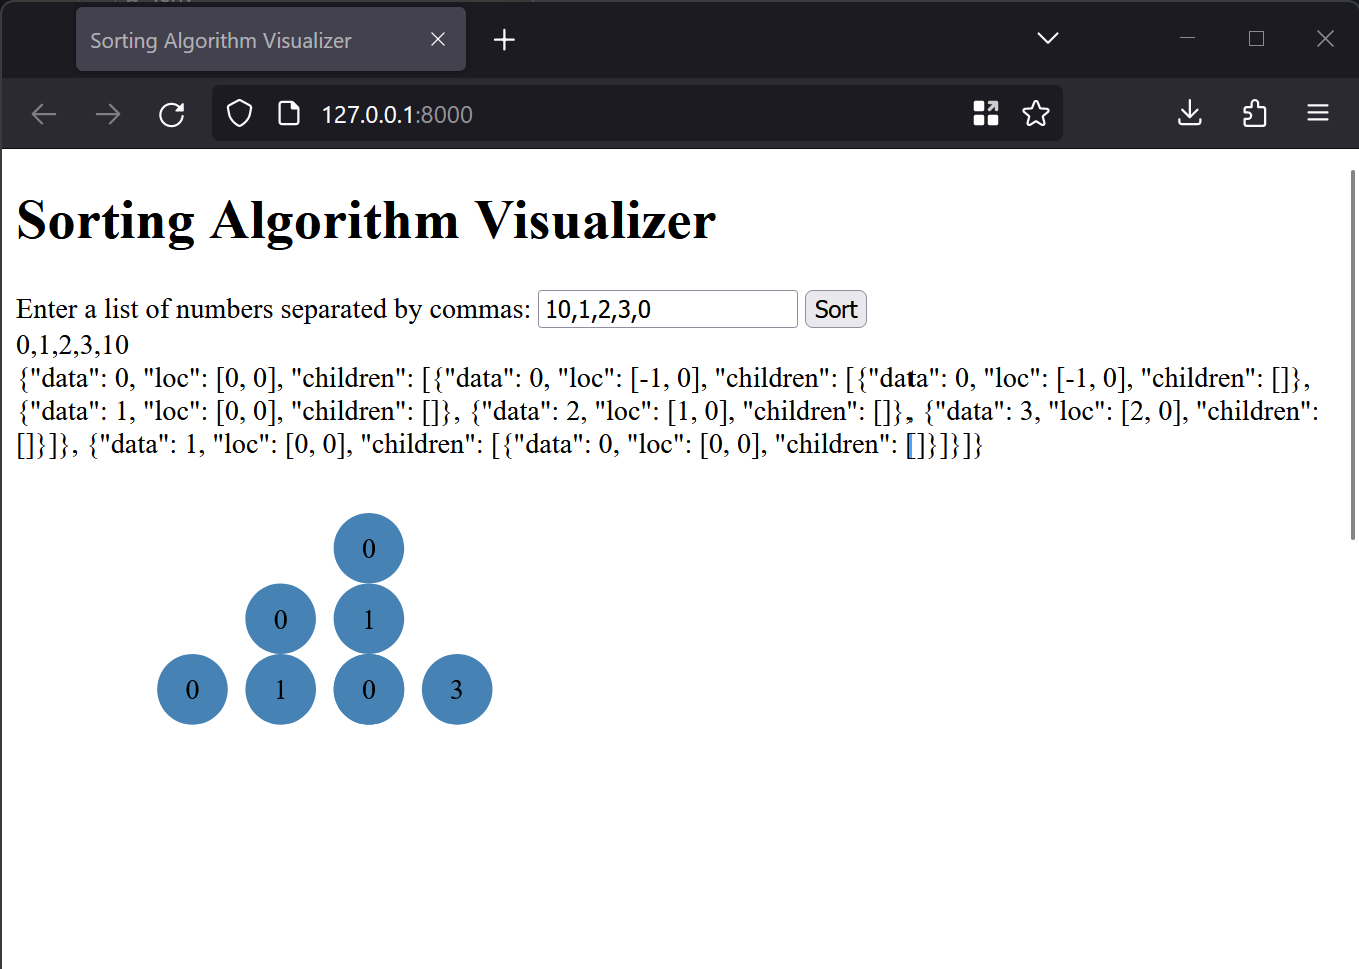 Sorting Algorithm Visualizer
127.0.0.1:8000
Sorting Algorithm Visualizer
Enter a list of numbers separated by commas: 10,1,2,3,0 Sort
0,1,2,3,10
{"data": 0, "loc": [0, 0], "children": [{"data": 0, "loc": [-1, 0], "children": [{"data": 0, "loc": [-1, 0], "children": []},
{"data": 1, "loc": [0, 0], "children": []}, {"data": 2, "loc": [1, 0], "children": []}, {"data": 3, "loc": [2, 0], "children":
[]}]}, {"data": 1, "loc": [0, 0], "children": [{"data": 0, "loc": [0, 0], "children": []}]}]}
0
0 1
0 1 0 3